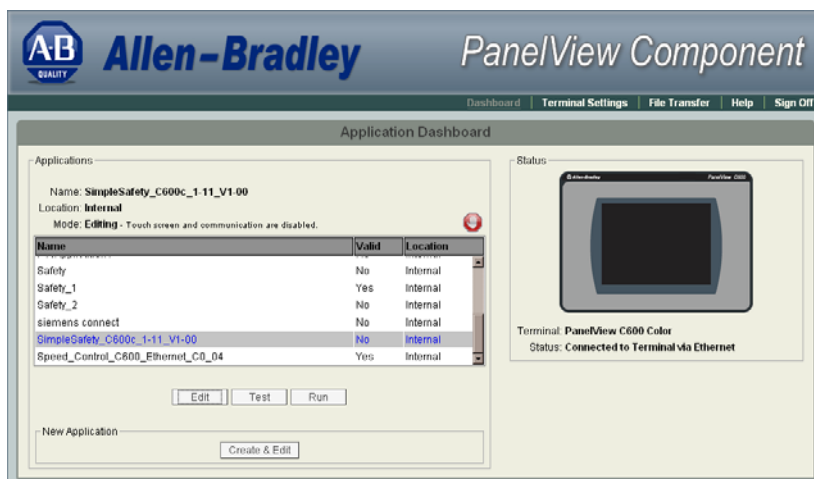 A-B
QUALITY
Allen-Bradley
PanelView Component
Dashboard | Terminal Settings | File Transfer | Help | Sign Off
Application Dashboard
Applications
Name: SimpleSafety_C600c_1-11_V1-00
Location: Internal
Mode: Editing - Touch screen and communication are disabled.
Name Valid Location
Safety No Internal
Safety_1 Yes Internal
Safety_2 No Internal
siemens connect No Internal
SimpleSafety_C600c_1-11_V1-00 No Internal
Speed_Control_C600_Ethernet_C0_04 Yes Internal
Edit Test Run
New Application
Create & Edit
Status
Allen-Bradley PanelView C600
Terminal: PanelView C600 Color
Status: Connected to Terminal via Ethernet